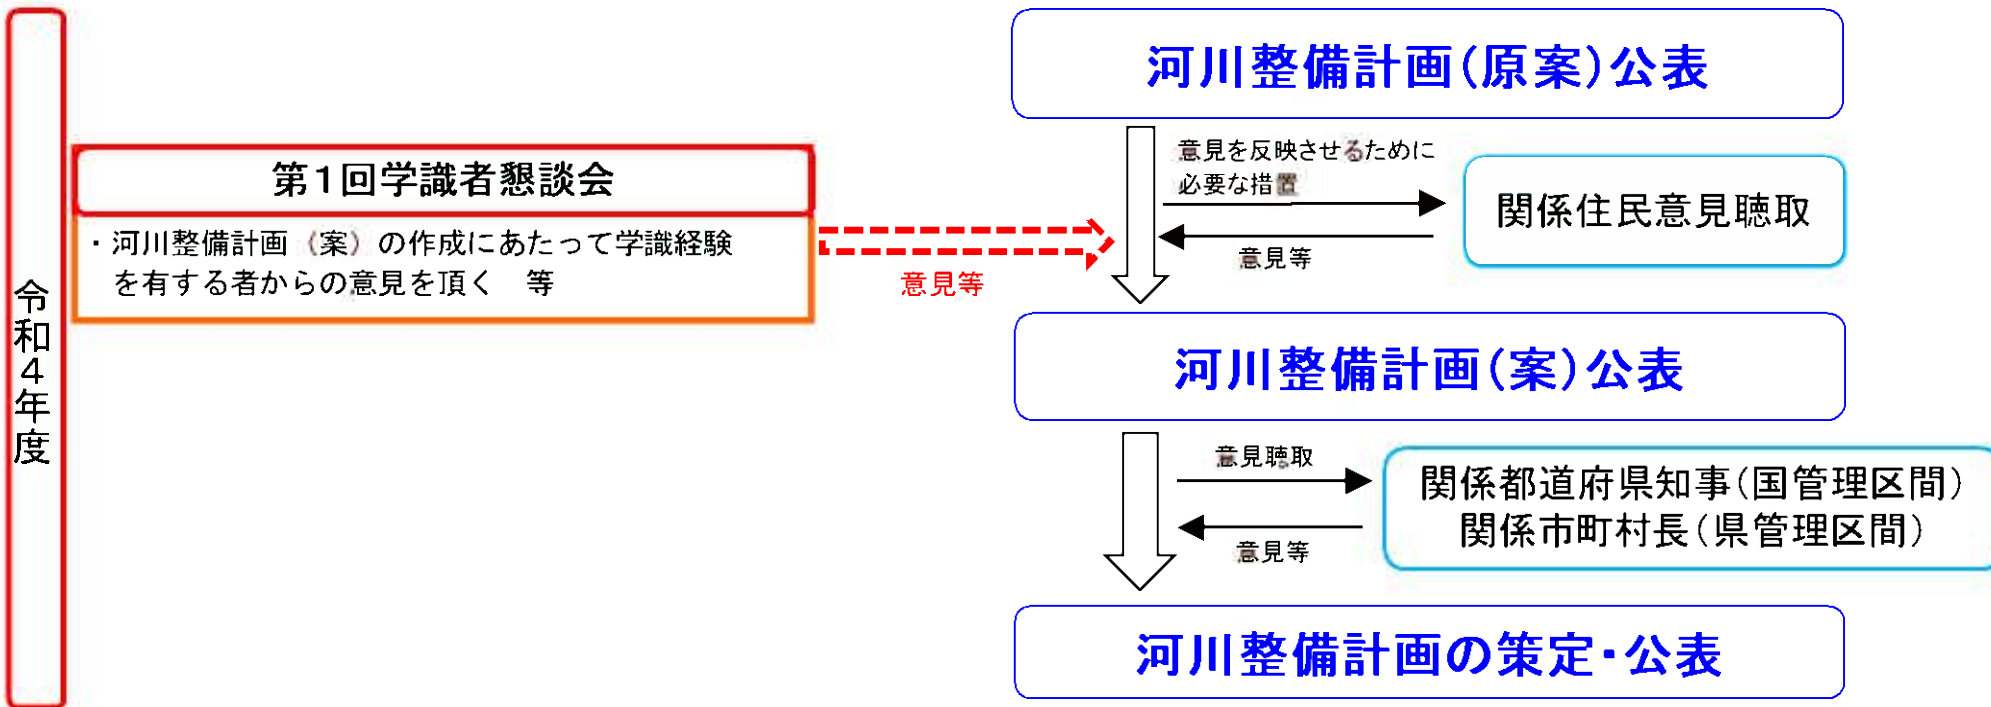 令和4年度
第1回学識者懇談会
・河川整備計画（案）の作成にあたって学識経験
を有する者からの意見を頂く　等
意見等
河川整備計画(原案)公表
意見を反映させるために
必要な措置
関係住民意見聴取
意見等
河川整備計画(案)公表
意見聴取
関係都道府県知事(国管理区間)
関係市町村長(県管理区間)
意見等
河川整備計画の策定・公表